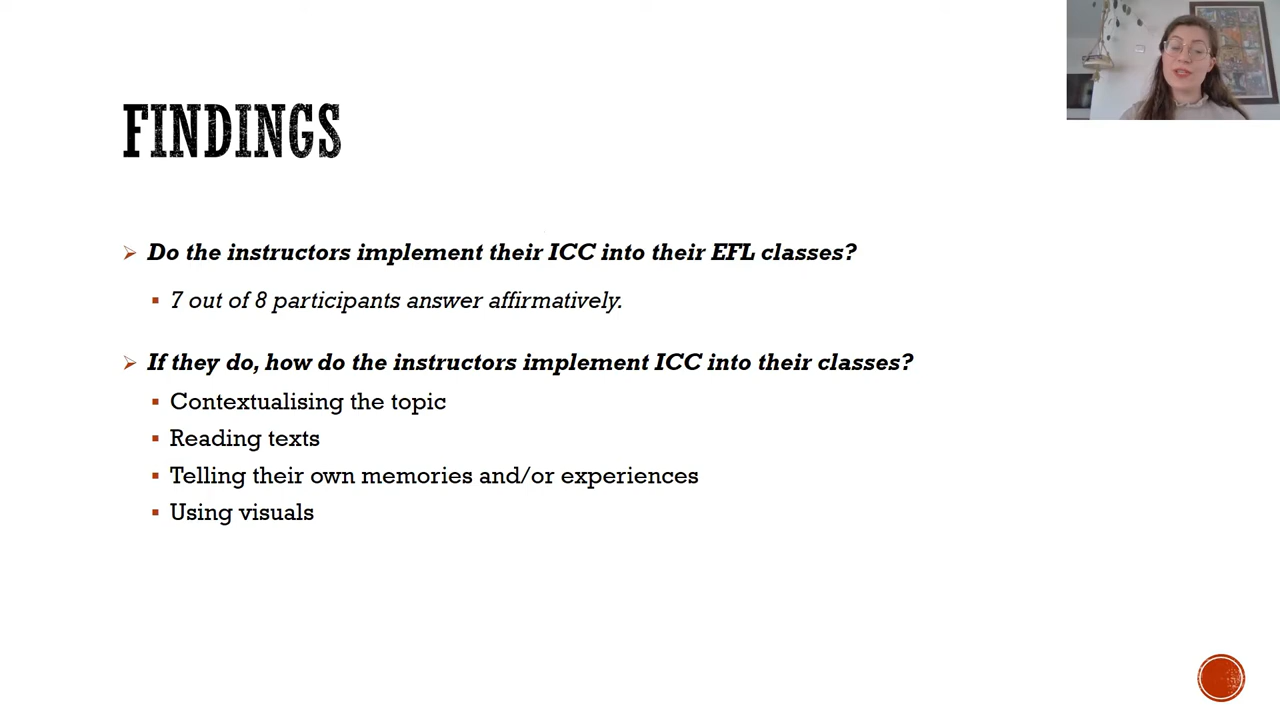 FINDINGS
Do the instructors implement their ICC into their EFL classes?
7 out of 8 participants answer affirmatively.
If they do, how do the instructors implement ICC into their classes?
Contextualising the topic
Reading texts
Telling their own memories and/or experiences
Using visuals